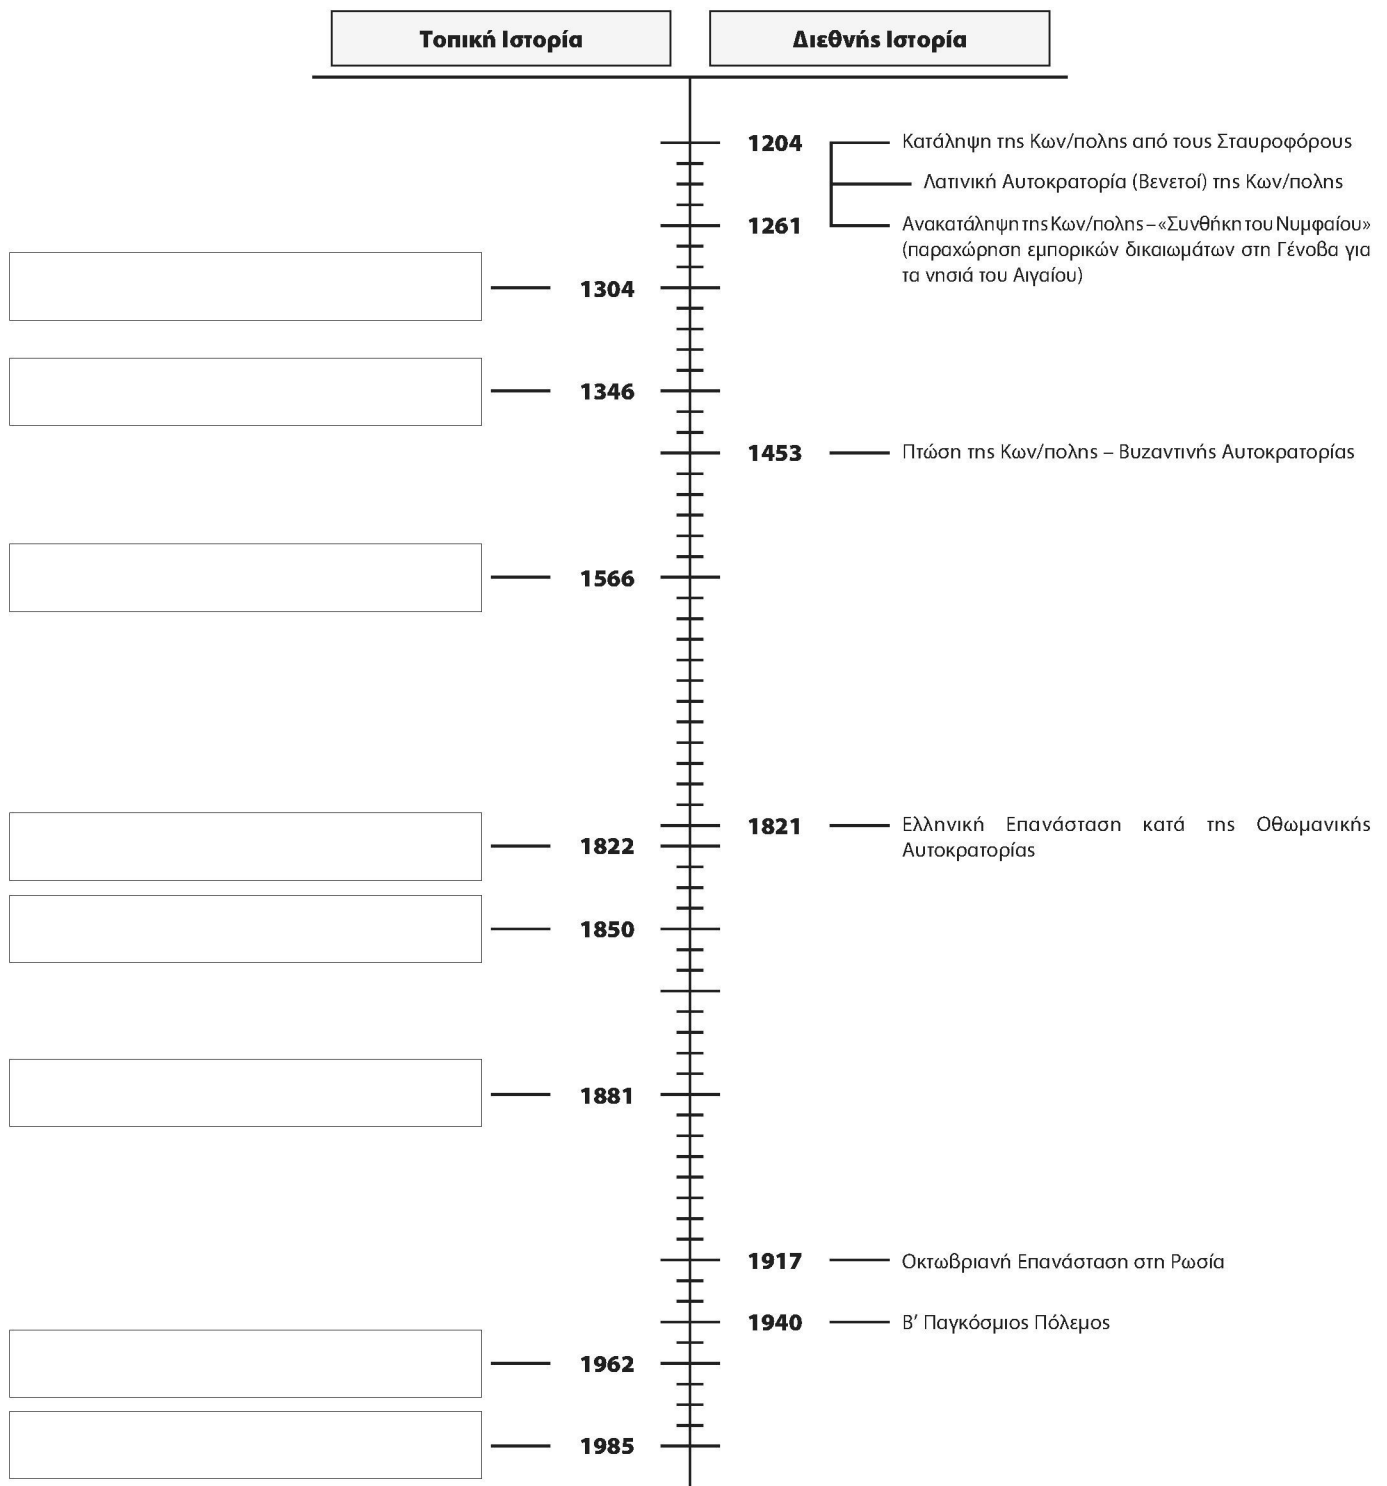 Τοπική Ιστορία
Διεθνής Ιστορία
1204
Κατάληψη της Κων/πολης από τους Σταυροφόρους
Λατινική Αυτοκρατορία (Βενετοί) της Κων/πολης
1261
Ανακατάληψη της Κων/πολης – «Συνθήκη του Νυμφαίου»
(παραχώρηση εμπορικών δικαιωμάτων στη Γένοβα για
τα νησιά του Αιγαίου)
1304
1346
1453
Πτώση της Κων/πολης – Βυζαντινής Αυτοκρατορίας
1566
1821
Ελληνική Επανάσταση κατά της Οθωμανικής
Αυτοκρατορίας
1822
1850
1881
1917
Οκτωβριανή Επανάσταση στη Ρωσία
1940
Β’ Παγκόσμιος Πόλεμος
1962
1985